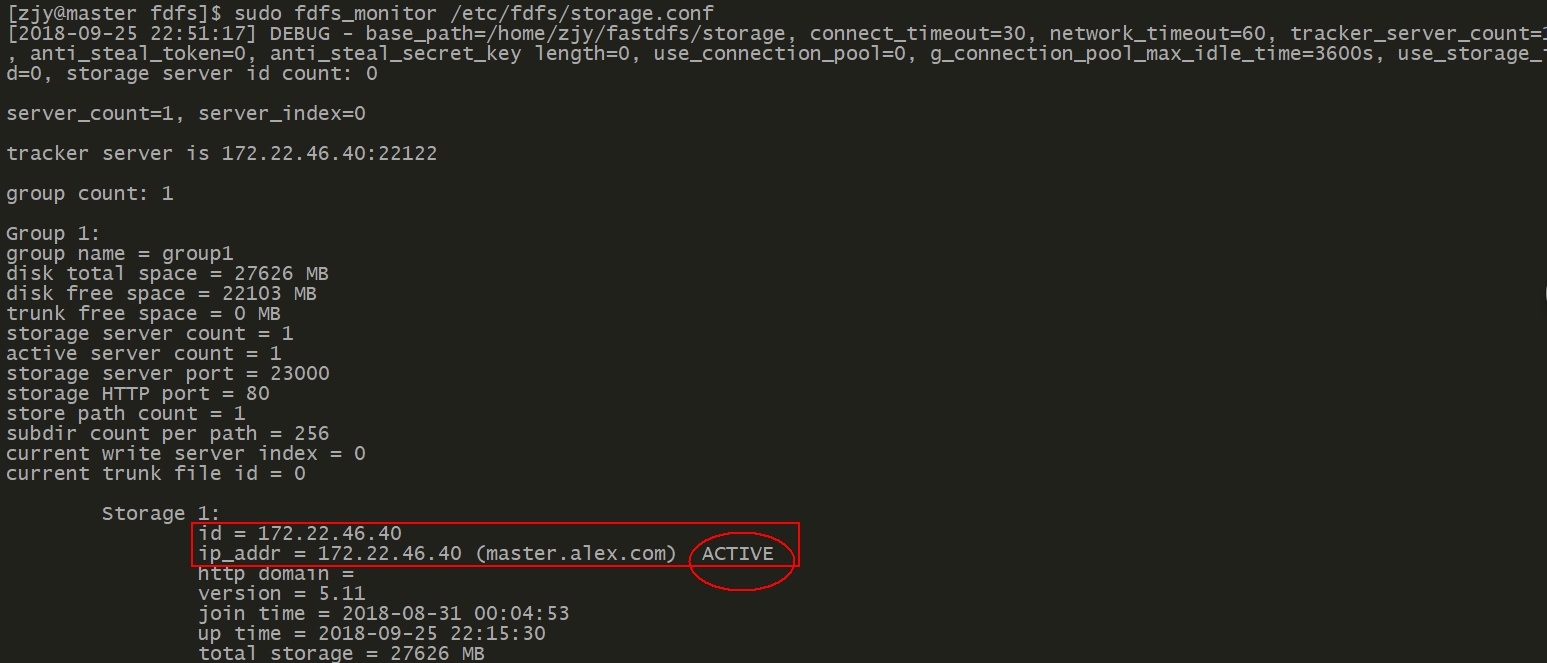 [zjy@master fdfs]$ sudo fdfs_monitor /etc/fdfs/storage.conf
[2018-09-25 22:51:17] DEBUG - base_path=/home/zjy/fastdfs/storage, connect_timeout=30, network_timeout=60, tracker_server_count=1
, anti_steal_token=0, anti_steal_secret_key length=0, use_connection_pool=0, g_connection_pool_max_idle_time=3600s, use_storage_
d=0, storage server id count: 0
server_count=1, server_index=0
tracker server is 172.22.46.40:22122
group count: 1
Group 1:
group name = group1
disk total space = 27626 MB
disk free space = 22103 MB
trunk free space = 0 MB
storage server count = 1
active server count = 1
storage server port = 23000
storage HTTP port = 80
store path count = 1
subdir count per path = 256
current write server index = 0
current trunk file id = 0
Storage 1:
id = 172.22.46.40
ip_addr = 172.22.46.40 (master.alex.com) ACTIVE
http domain =
version = 5.11
join time = 2018-08-31 00:04:53
up time = 2018-09-25 22:15:30
total storage = 27626 MB